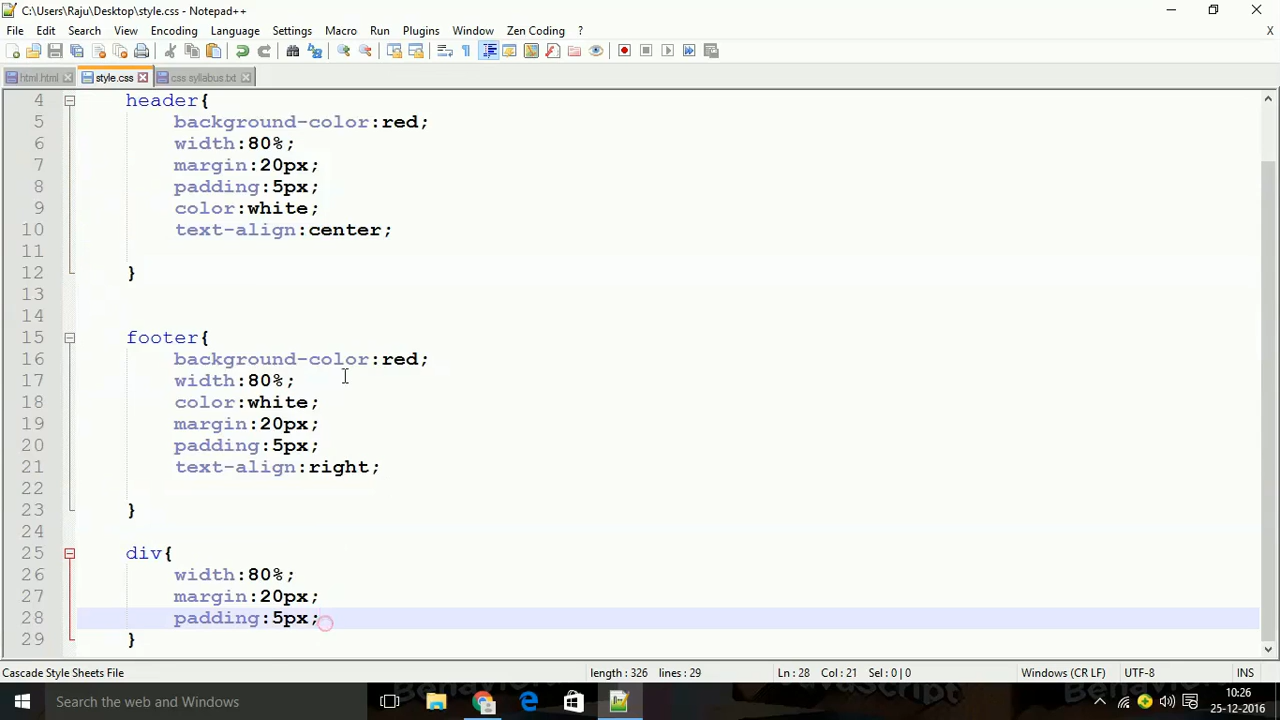 C:\Users\Raju\Desktop\style.css - Notepad++
File Edit Search View Encoding Language Settings Macro Run Plugins Window Zen Coding ? X
html.html style.css css syllabus.txt
4 header{
5 background-color:red;
6 width:80%;
7 margin:20px;
8 padding:5px;
9 color:white;
10 text-align:center;
11
12 }
13
14
15 footer{
16 background-color:red;
17 width:80%;
18 color:white;
19 margin:20px;
20 padding:5px;
21 text-align:right;
22
23 }
24
25 div{
26 width:80%;
27 margin:20px;
28 padding:5px;
29 }
Cascade Style Sheets File length : 326 lines : 29 Ln : 28 Col : 21 Sel : 0 | 0 Windows (CR LF) UTF-8 INS
Search the web and Windows
10:26
25-12-2016